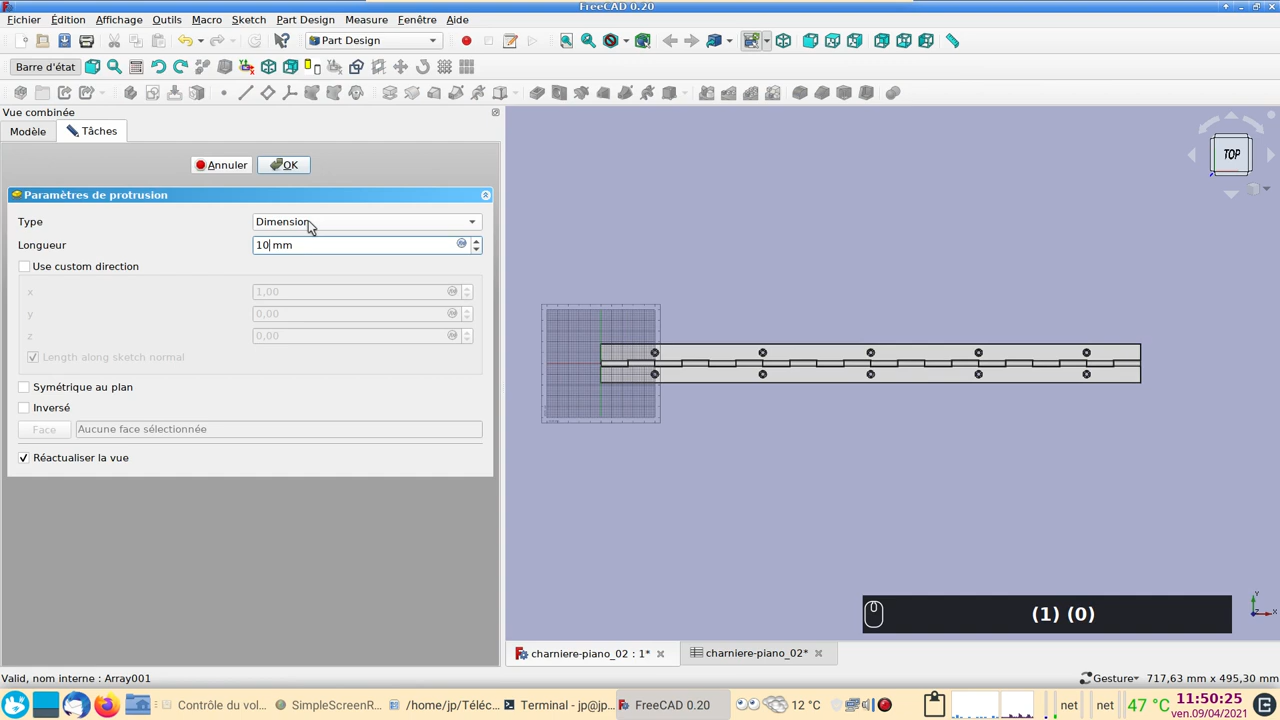 FreeCAD 0.20
Fichier Édition Affichage Outils Macro Sketch Part Design Measure Fenêtre Aide
Part Design
Barre d'état
Vue combinée
Modèle Tâches
Annuler OK
Paramètres de protrusion
Type Dimension
Longueur 10 mm
Use custom direction
x 1,00
y 0,00
z 0,00
Length along sketch normal
Symétrique au plan
Inversé
Face Aucune face sélectionnée
Réactualiser la vue
TOP
(1) (0)
Y
X
charniere-piano_02 : 1* charniere-piano_02*
Valid, nom interne : Array001 Gesture 717,63 mm x 495,30 mm
Contrôle du vol... SimpleScreenR... /home/jp/Téléc... Terminal - jp@jp... FreeCAD 0.20 12 °C net net 47 °C 11:50:25
ven.09/04/2021